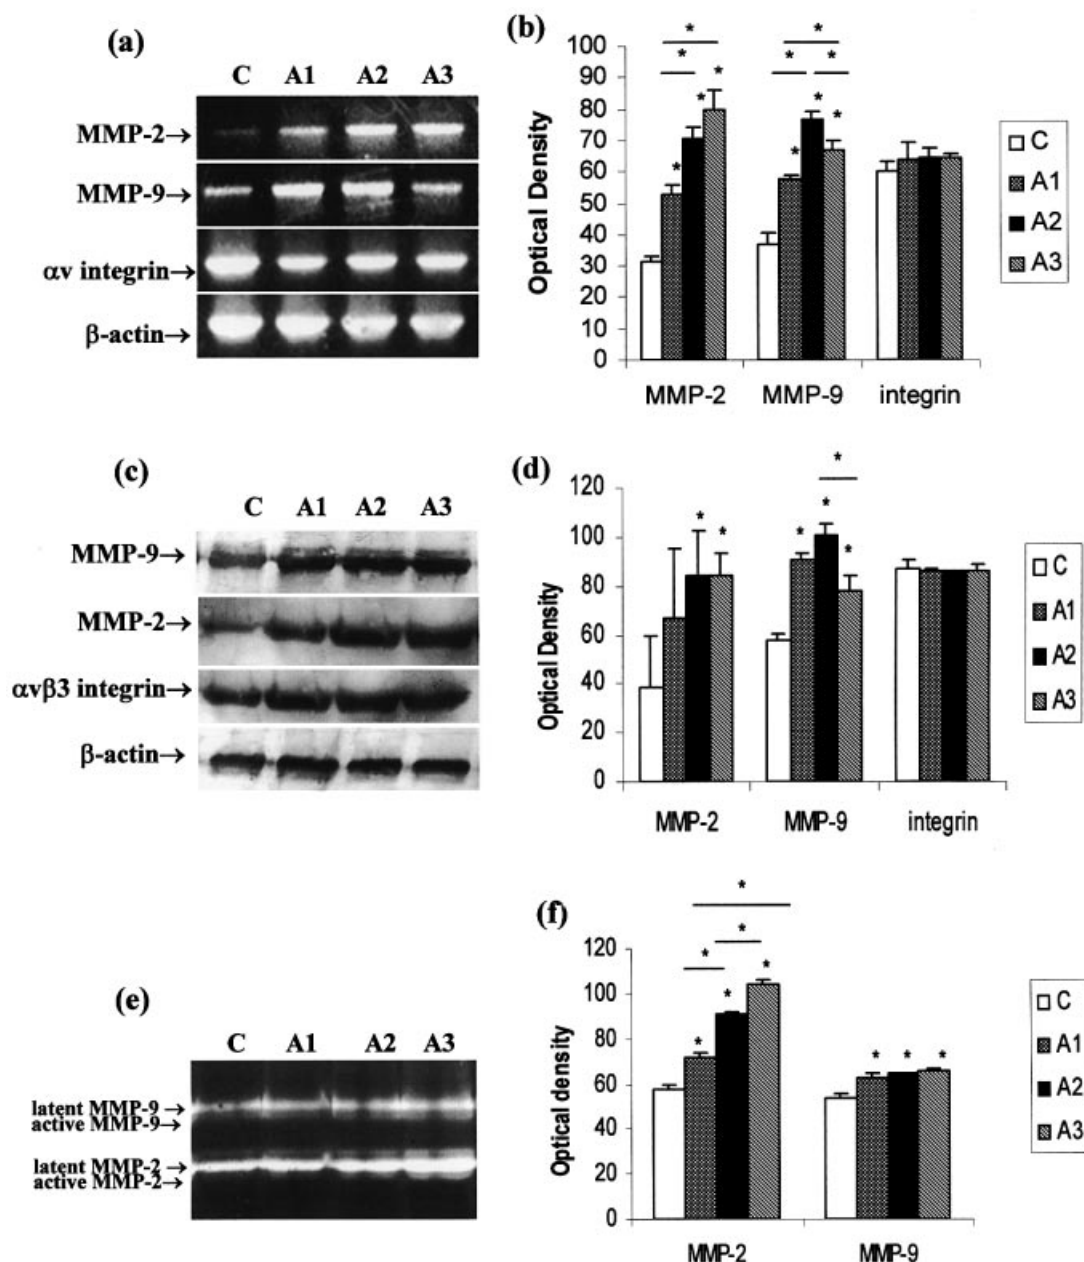 (a)
C A1 A2 A3
MMP-2→
MMP-9→
αv integrin→
β-actin→
(b)
Optical Density
100
90
80
70
60
50
40
30
20
10
0
* * * * * *
* * * * * *
MMP-2 MMP-9 integrin
C
A1
A2
A3
(c)
C A1 A2 A3
MMP-9→
MMP-2→
αvβ3 integrin→
β-actin→
(d)
Optical Density
120
100
80
60
40
20
0
*
* * * * *
MMP-2 MMP-9 integrin
C
A1
A2
A3
(e)
C A1 A2 A3
latent MMP-9 →
active MMP-9→
latent MMP-2 →
active MMP-2→
(f)
Optical density
120
100
80
60
40
20
0
*
* *
* * * * * *
MMP-2 MMP-9
C
A1
A2
A3